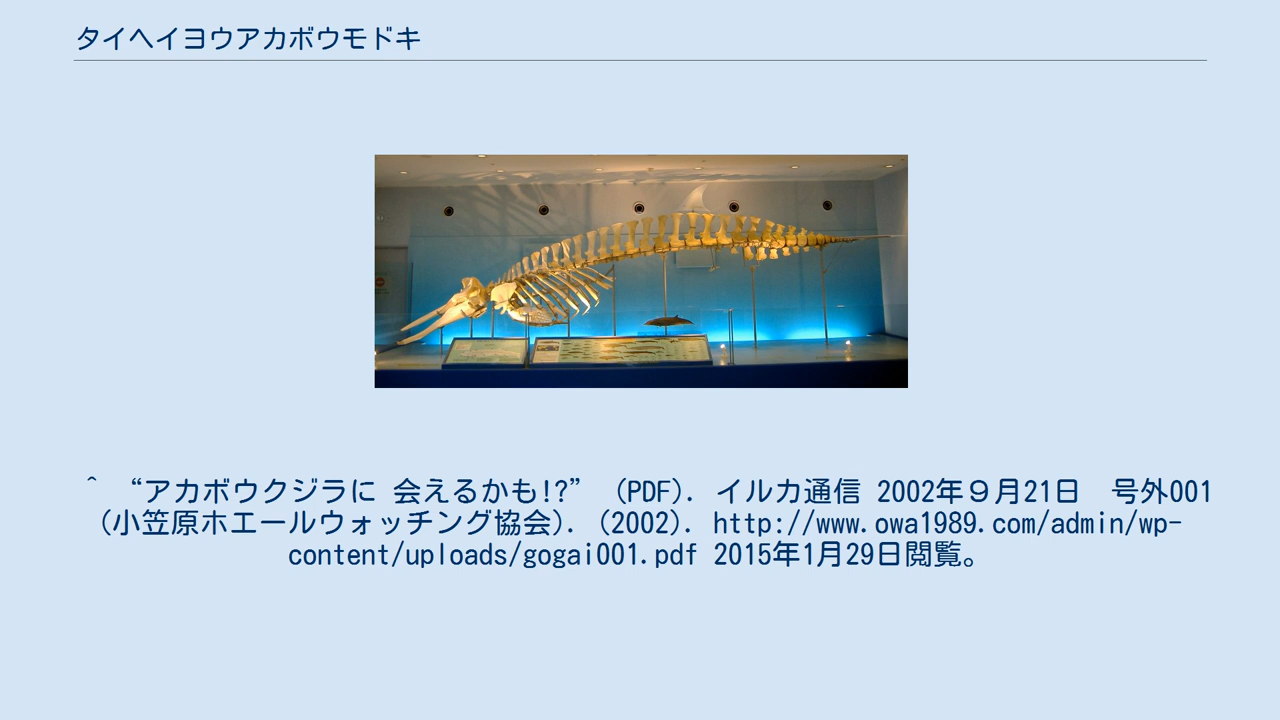 タイヘイヨウアカボウモドキ
^ “アカボウクジラに 会えるかも!?” (PDF). イルカ通信 2002年９月21日　号外001
(小笠原ホエールウォッチング協会). (2002). http://www.owa1989.com/admin/wp-
content/uploads/gogai001.pdf 2015年1月29日閲覧。